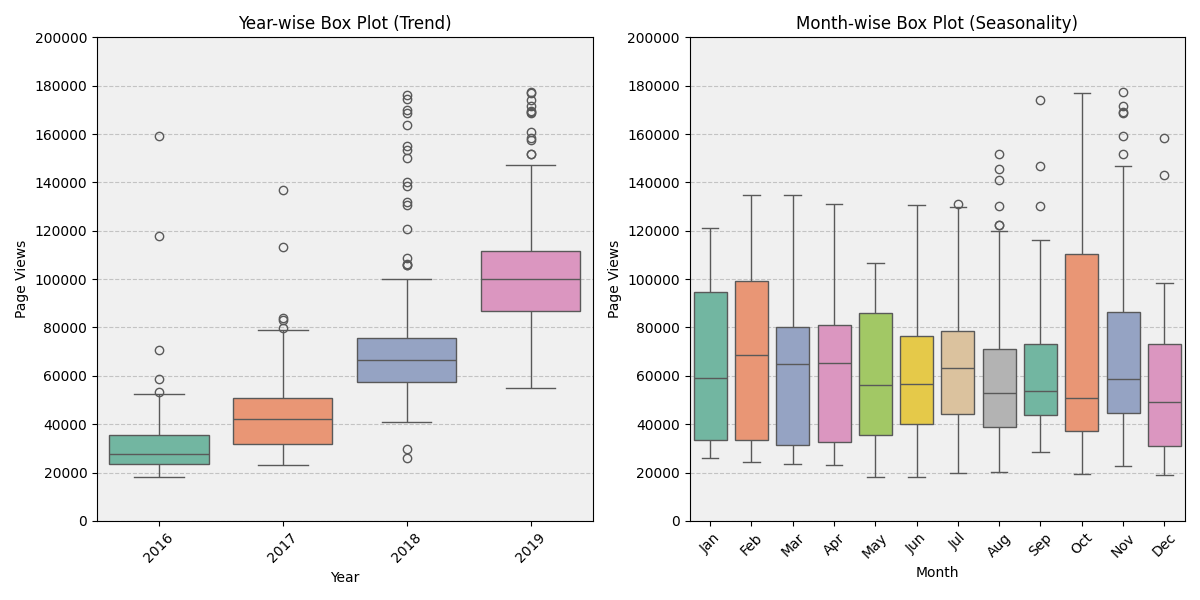 Year-wise Box Plot (Trend)
200000
180000
160000
140000
120000
100000
80000
60000
40000
20000
0
Page Views
2016
2017
2018
2019
Year
Month-wise Box Plot (Seasonality)
200000
180000
160000
140000
120000
100000
80000
60000
40000
20000
0
Page Views
Jan
Feb
Mar
Apr
May
Jun
Jul
Aug
Sep
Oct
Nov
Dec
Month